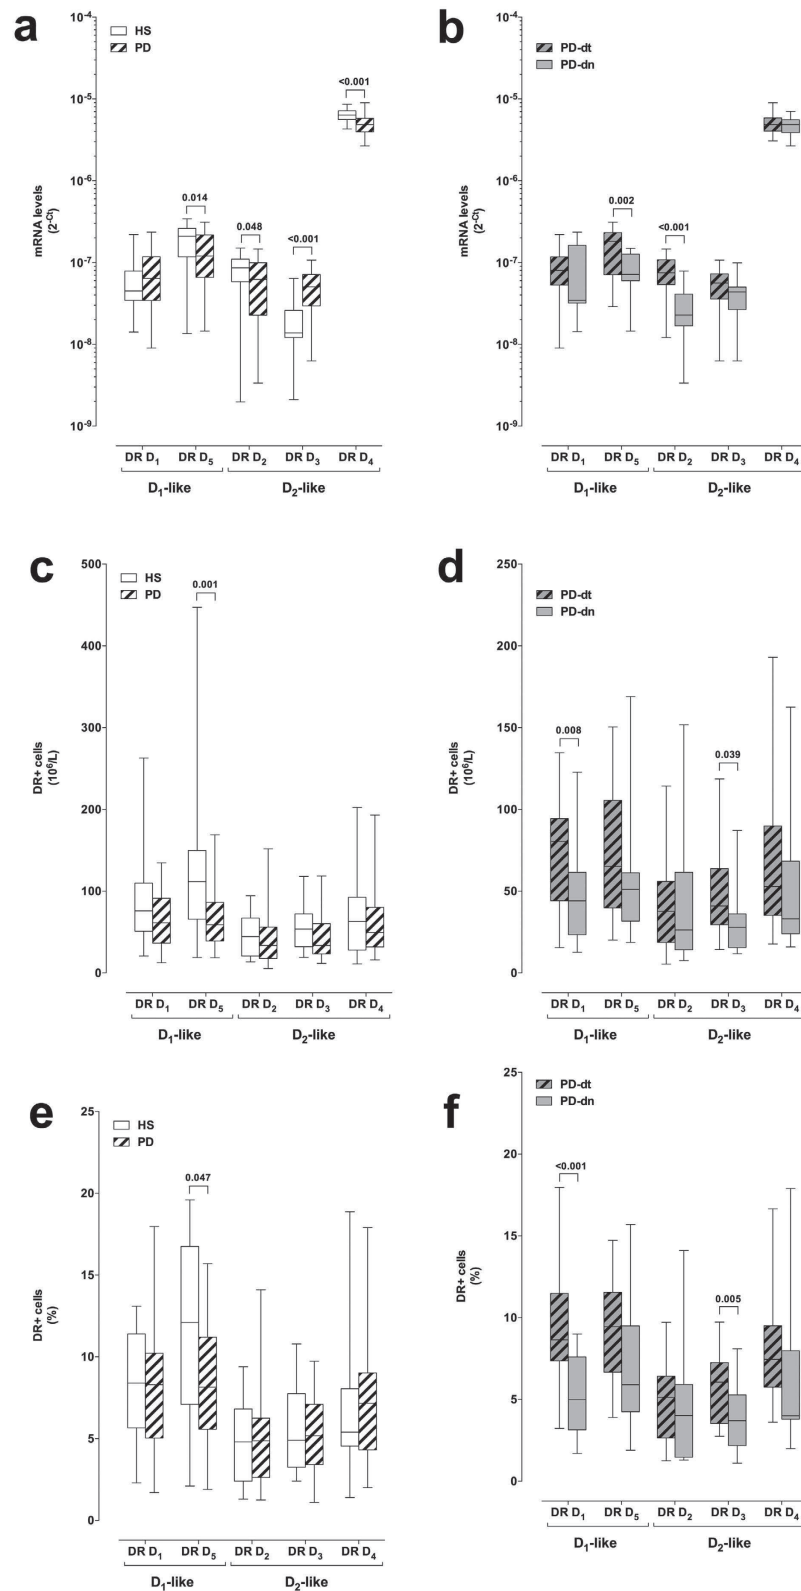 a
HS
PD
mRNA levels
(2^-Ct)
10^-4
10^-5
10^-6
10^-7
10^-8
10^-9
0.014
0.048
<0.001
<0.001
DR D1 DR D5 DR D2 DR D3 DR D4
D1-like D2-like
b
PD-dt
PD-dn
mRNA levels
(2^-Ct)
10^-4
10^-5
10^-6
10^-7
10^-8
10^-9
0.002
<0.001
DR D1 DR D5 DR D2 DR D3 DR D4
D1-like D2-like
c
HS
PD
DR+ cells
(10^6/L)
500
400
300
200
100
0
0.001
DR D1 DR D5 DR D2 DR D3 DR D4
D1-like D2-like
d
PD-dt
PD-dn
DR+ cells
(10^6/L)
250
200
150
100
50
0
0.008
0.039
DR D1 DR D5 DR D2 DR D3 DR D4
D1-like D2-like
e
HS
PD
DR+ cells
(%)
25
20
15
10
5
0
0.047
DR D1 DR D5 DR D2 DR D3 DR D4
D1-like D2-like
f
PD-dt
PD-dn
DR+ cells
(%)
25
20
15
10
5
0
<0.001
0.005
DR D1 DR D5 DR D2 DR D3 DR D4
D1-like D2-like